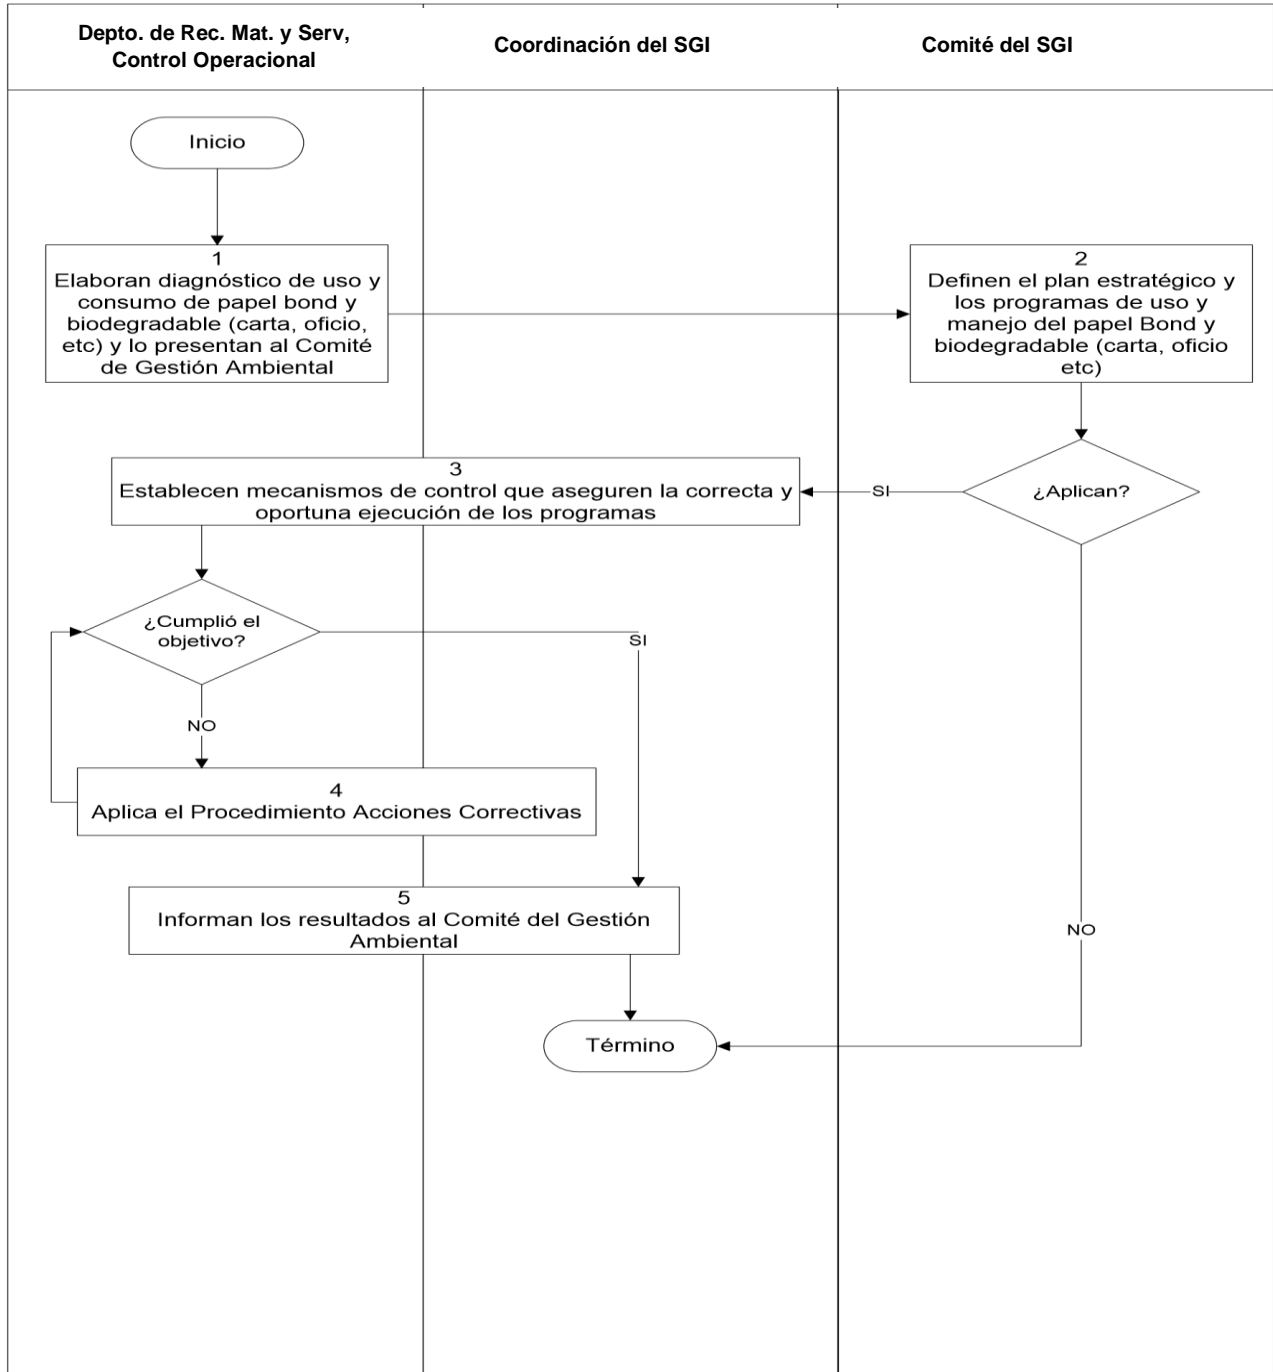 Depto. de Rec. Mat. y Serv,
Control Operacional
Coordinación del SGI
Comité del SGI
Inicio
1
Elaboran diagnóstico de uso y
consumo de papel bond y
biodegradable (carta, oficio,
etc) y lo presentan al Comité
de Gestión Ambiental
2
Definen el plan estratégico y
los programas de uso y
manejo del papel Bond y
biodegradable (carta, oficio
etc)
¿Aplican?
SI
3
Establecen mecanismos de control que aseguren la correcta y
oportuna ejecución de los programas
¿Cumplió el
objetivo?
SI
NO
4
Aplica el Procedimiento Acciones Correctivas
5
Informan los resultados al Comité del Gestión
Ambiental
NO
Término